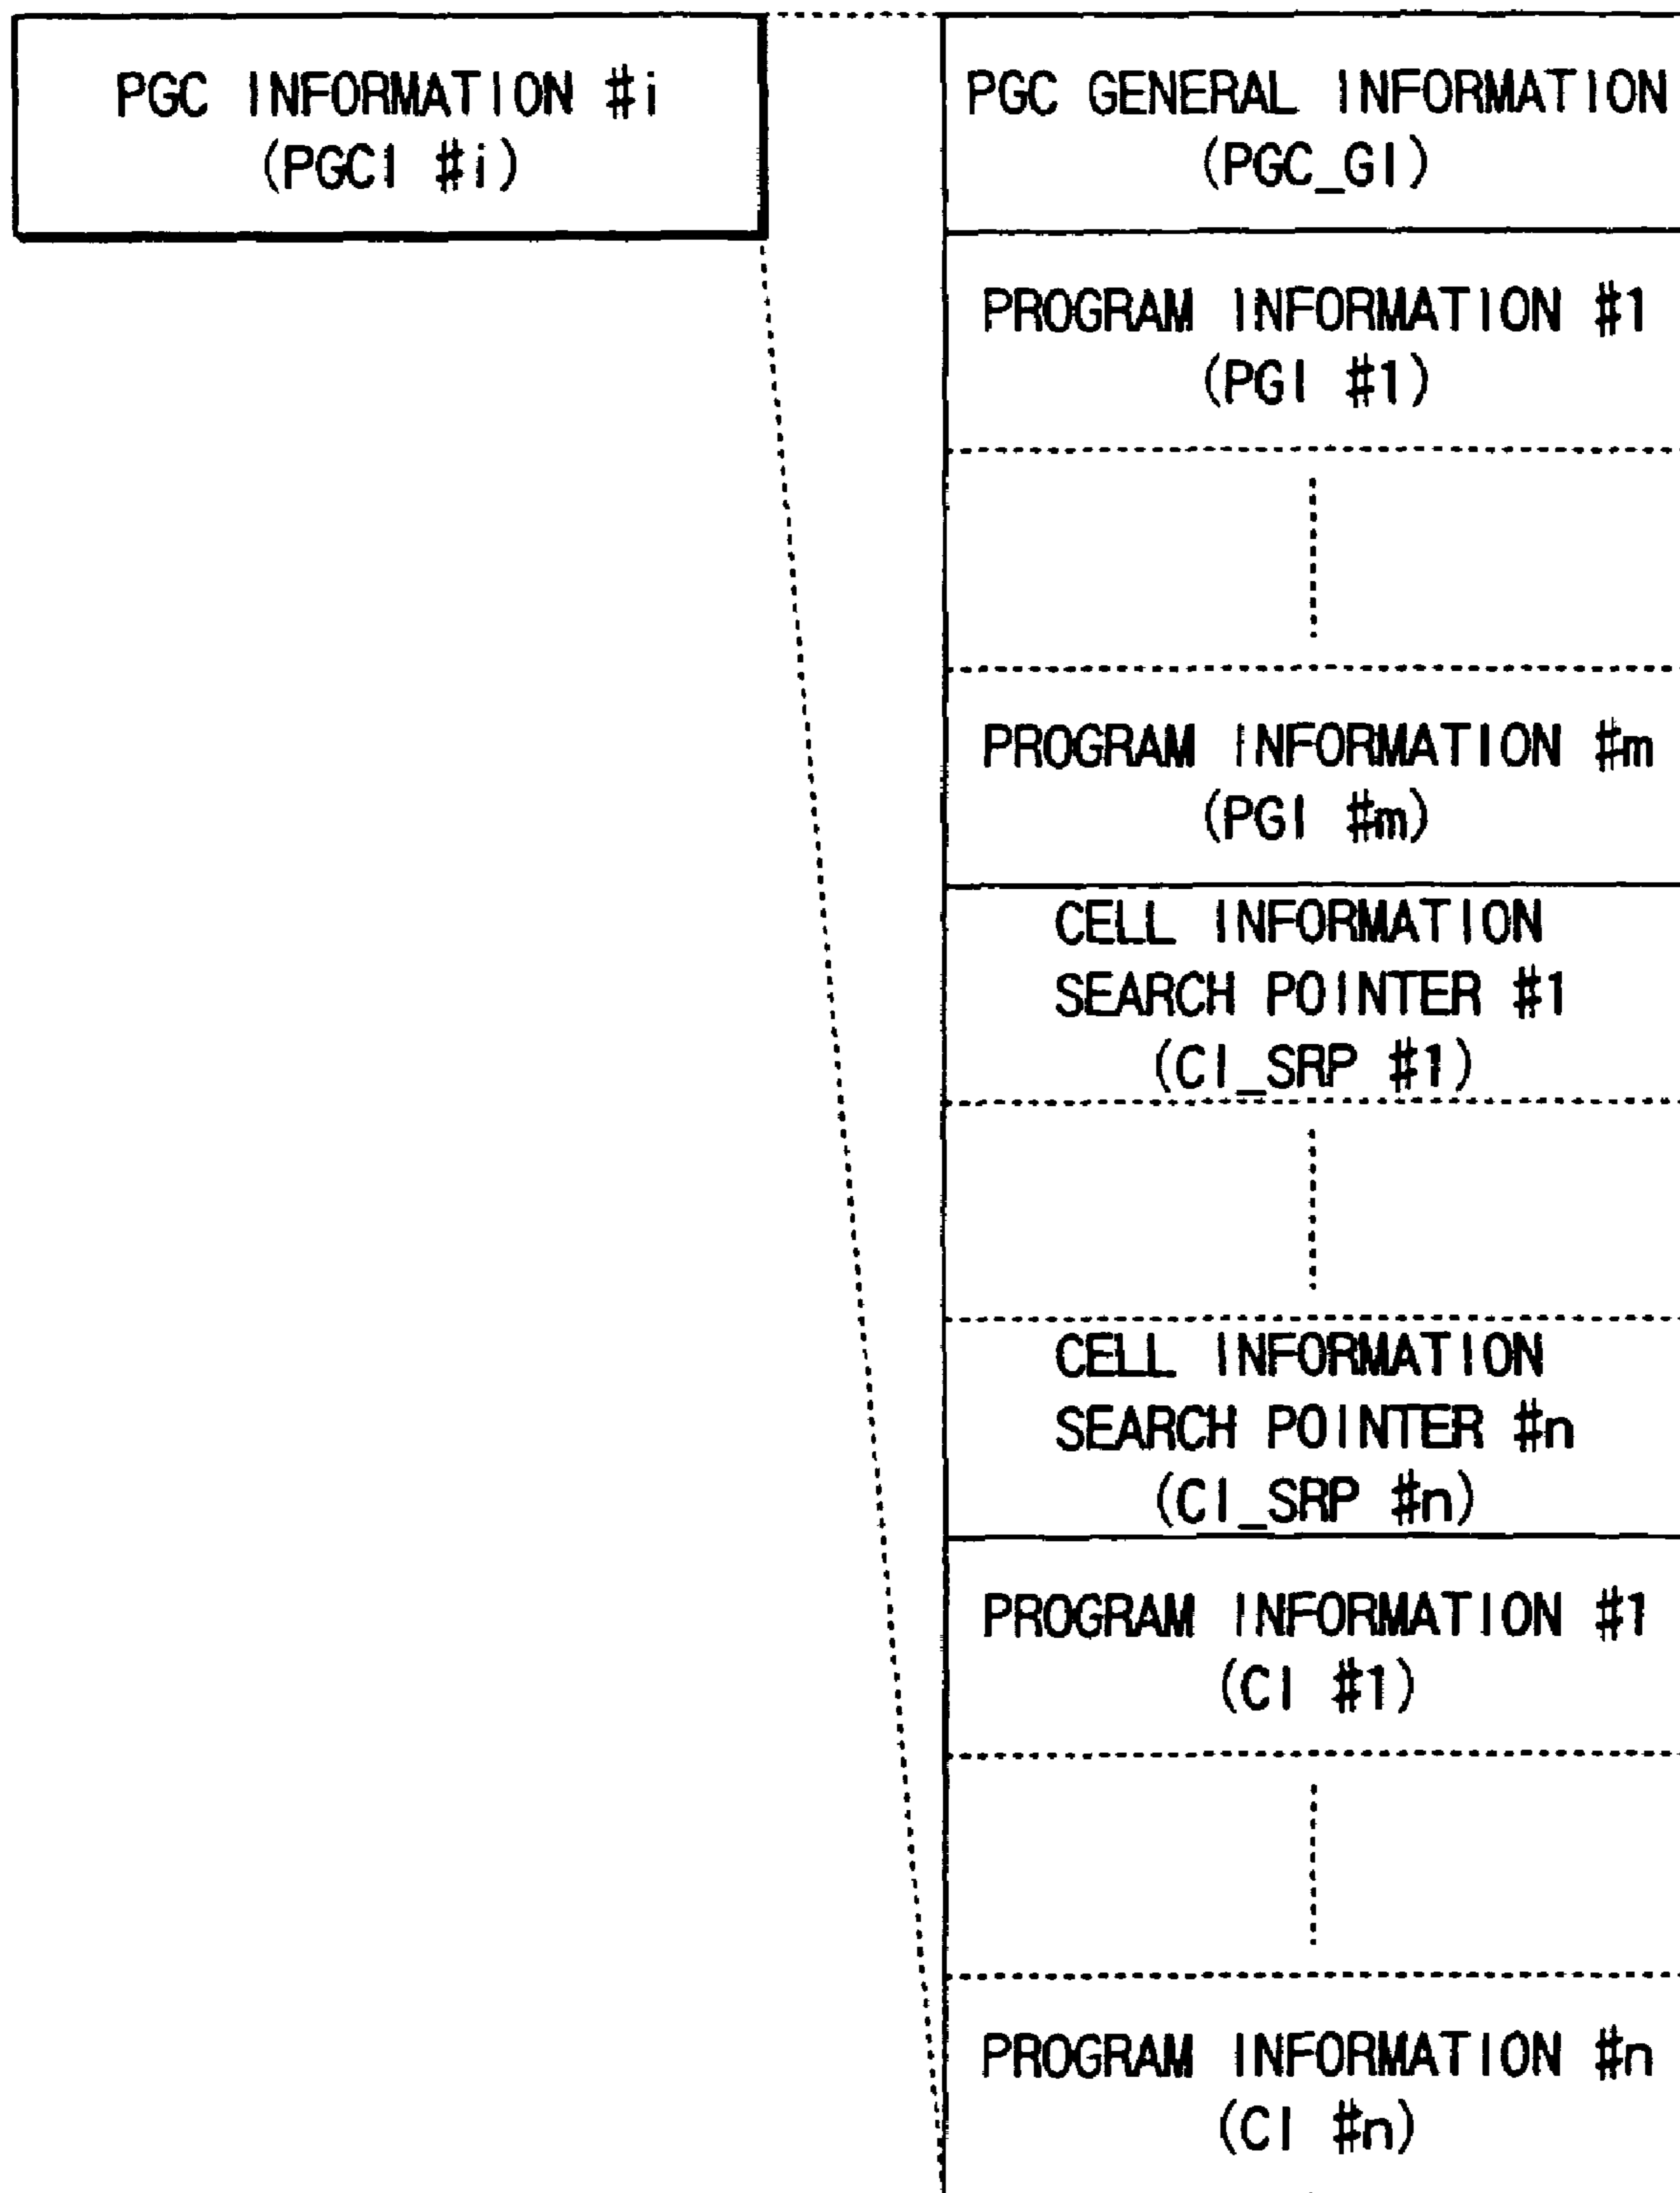 PGC INFORMATION #i
(PGCI #i)
PGC GENERAL INFORMATION
(PGC_GI)
PROGRAM INFORMATION #1
(PGI #1)
PROGRAM INFORMATION #m
(PGI #m)
CELL INFORMATION
SEARCH POINTER #1
(CI_SRP #1)
CELL INFORMATION
SEARCH POINTER #n
(CI_SRP #n)
PROGRAM INFORMATION #1
(CI #1)
PROGRAM INFORMATION #n
(CI #n)